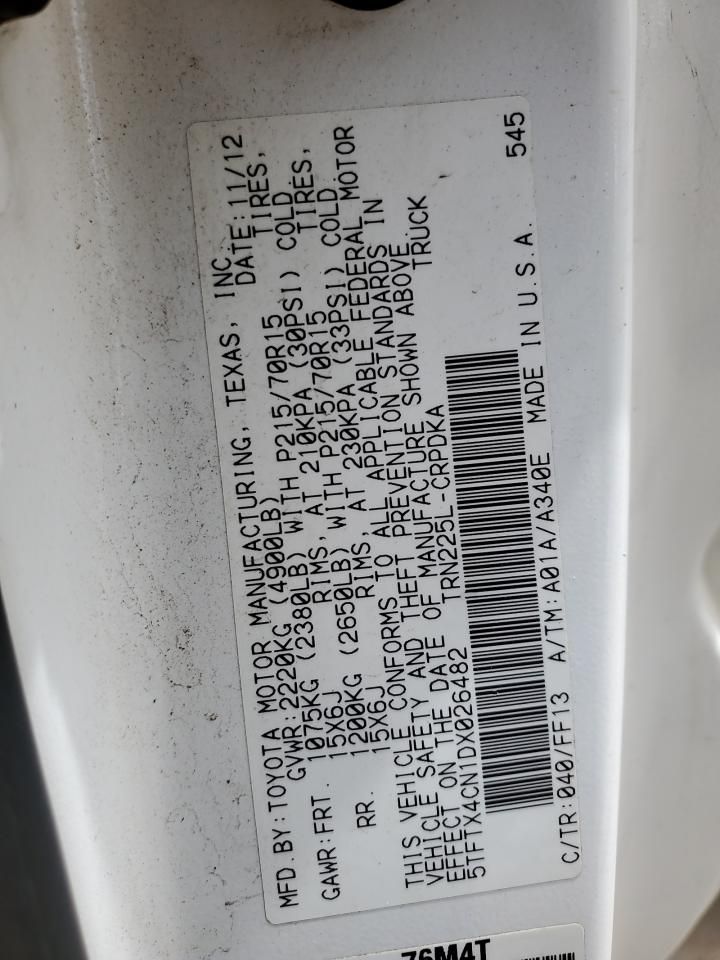 MFD.BY:TOYOTA MOTOR MANUFACTURING, TEXAS, INC. DATE:11/12
GVWR:2220KG (4900LB)
GAWR:FRT. 1075KG (2380LB) WITH P215/70R15 TIRES,
15X6J RIMS, AT 210KPA (30PSI) COLD
RR. 1200KG (2650LB) WITH P215/70R15 TIRES,
15X6J RIMS, AT 230KPA (33PSI) COLD
THIS VEHICLE CONFORMS TO ALL APPLICABLE FEDERAL MOTOR
VEHICLE SAFETY AND THEFT PREVENTION STANDARDS IN
EFFECT ON THE DATE OF MANUFACTURE SHOWN ABOVE.
5TFTX4CN1DX026482 TRN225L-CRPDKA TRUCK
C/TR:040/FF13 A/TM:A01A/A340E MADE IN U.S.A. 545
76M4T